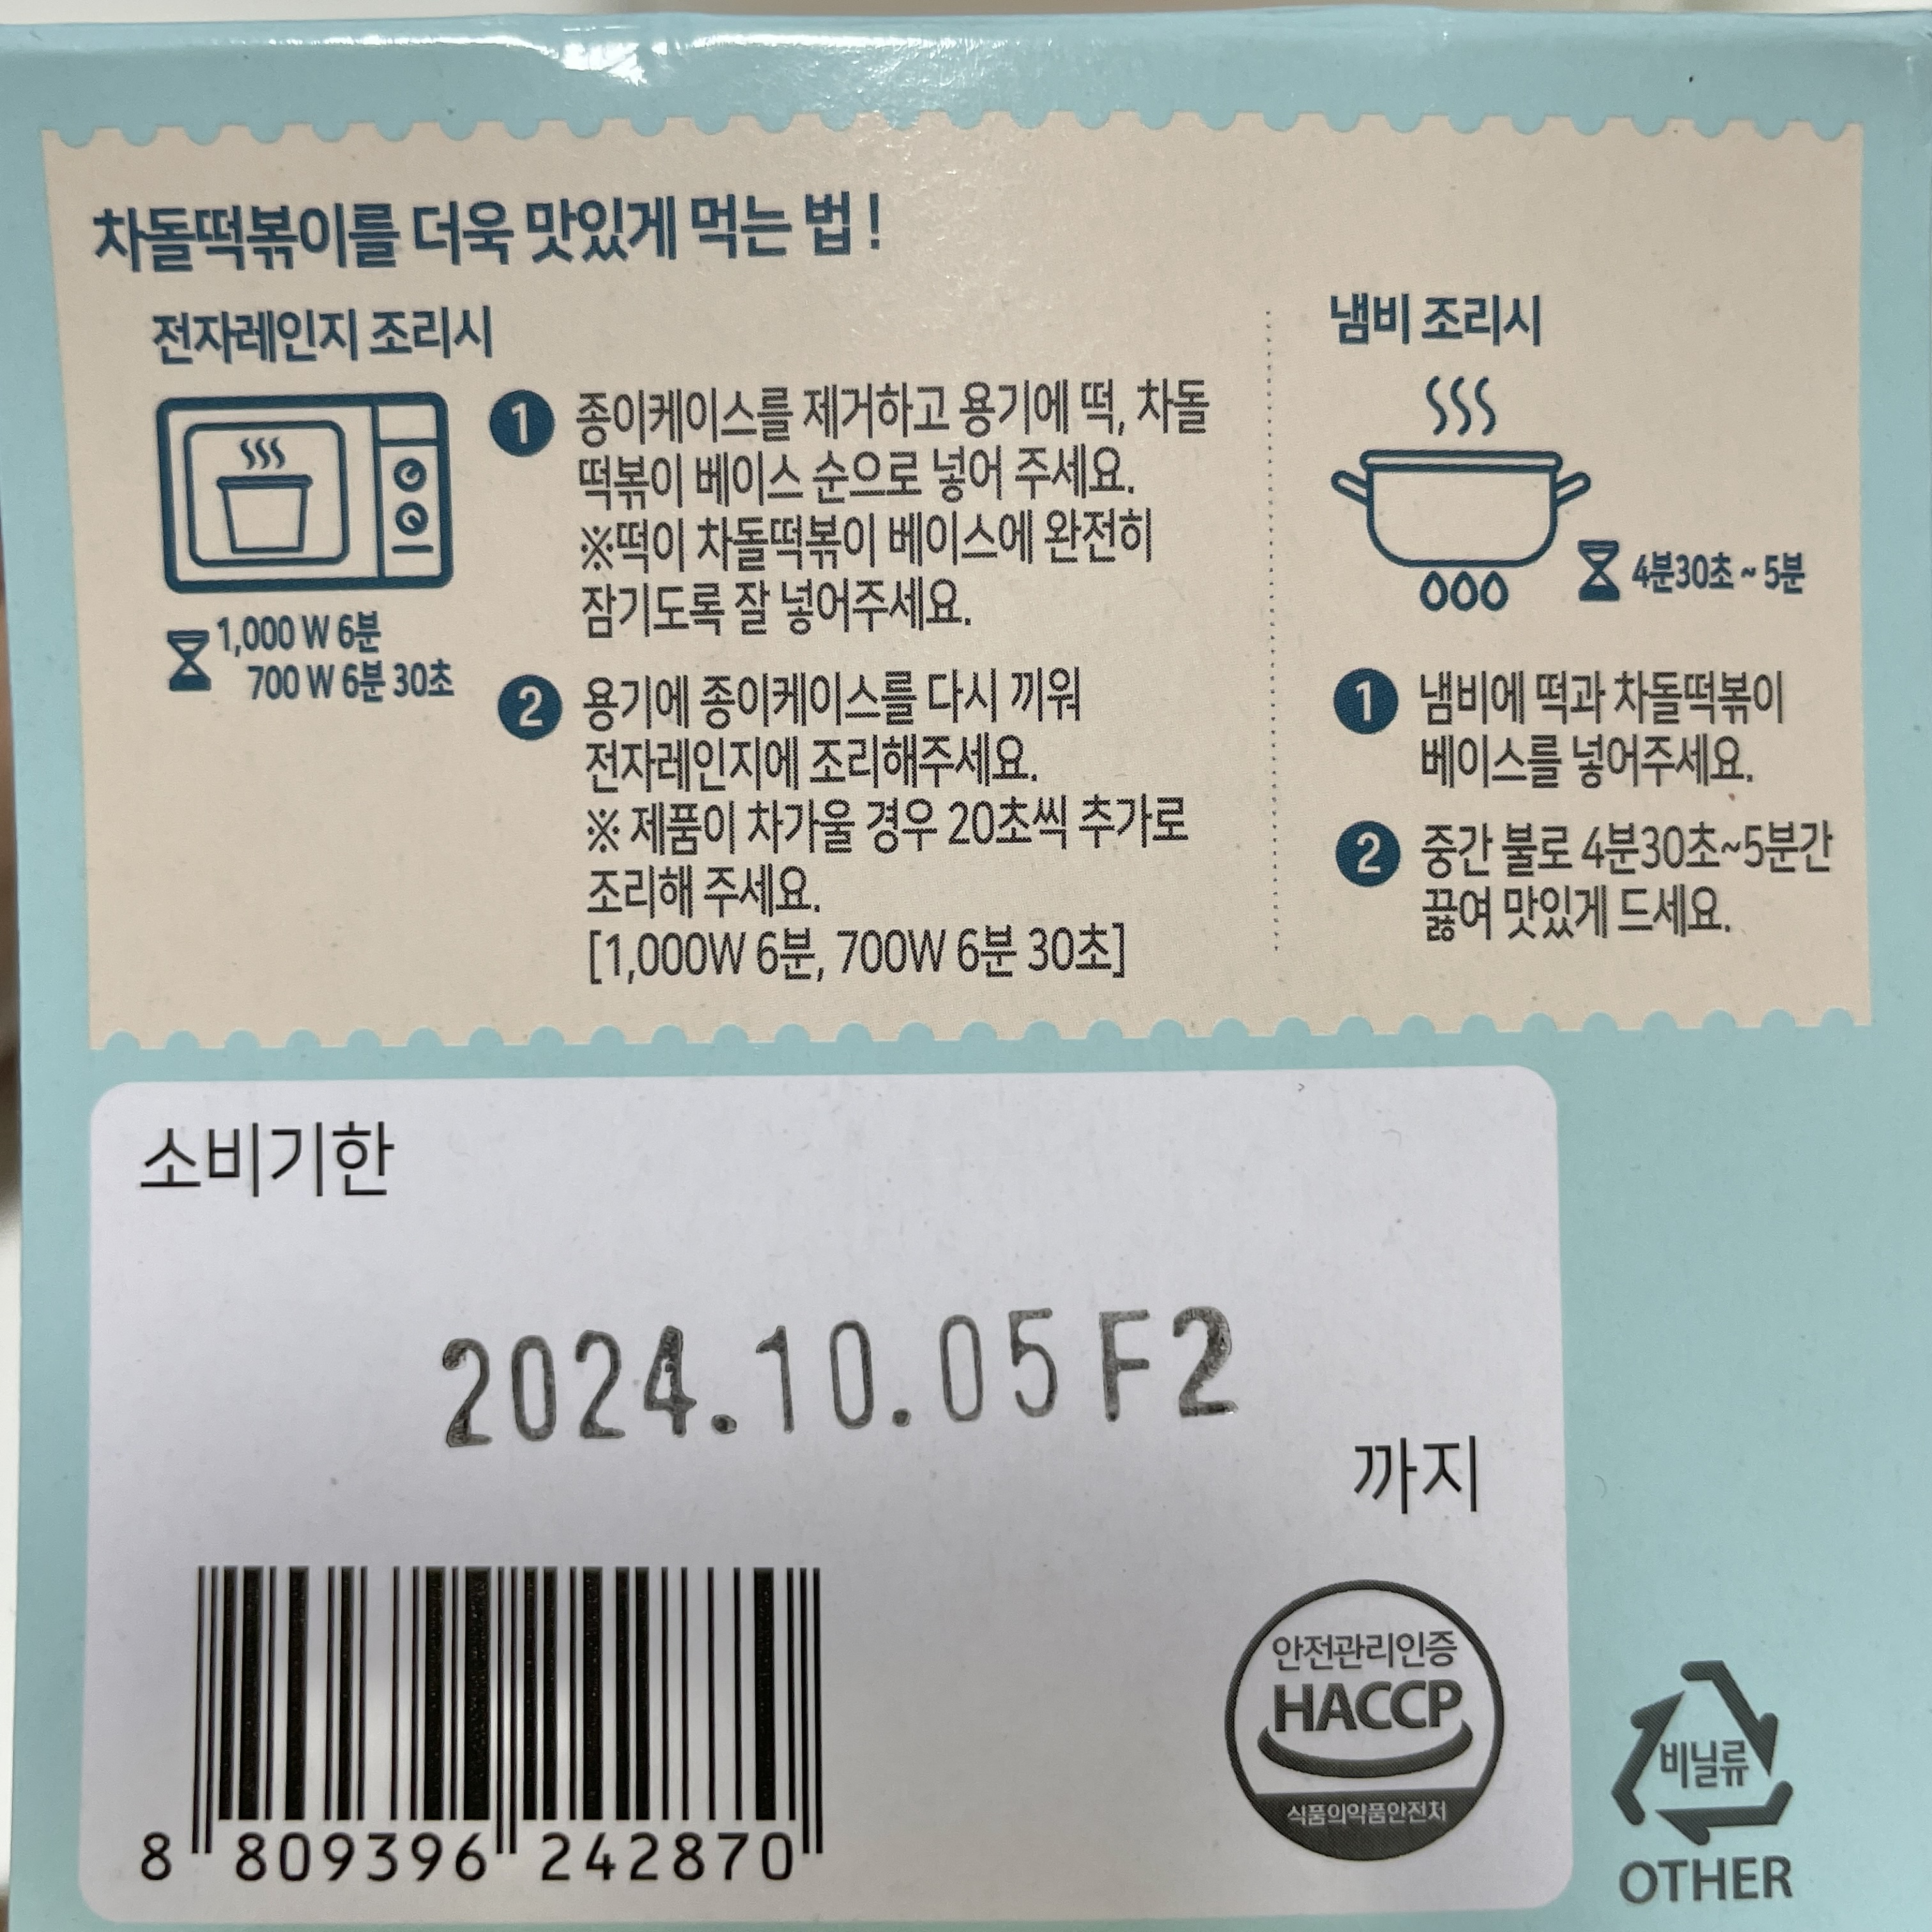 차돌떡볶이를 더욱 맛있게 먹는 법 !
전자레인지 조리시
1,000 W 6분
700 W 6분 30초
1 종이케이스를 제거하고 용기에 떡, 차돌
떡볶이 베이스 순으로 넣어 주세요.
※떡이 차돌떡볶이 베이스에 완전히
잠기도록 잘 넣어주세요.
2 용기에 종이케이스를 다시 끼워
전자레인지에 조리해주세요.
※ 제품이 차가울 경우 20초씩 추가로
조리해 주세요.
[1,000W 6분, 700W 6분 30초]
냄비 조리시
4분30초 ~ 5분
1 냄비에 떡과 차돌떡볶이
베이스를 넣어주세요.
2 중간 불로 4분30초~5분간
끓여 맛있게 드세요.
소비기한
2024.10.05 F2
까지
8 809396 242870
안전관리인증
HACCP
식품의약품안전처
비닐류
OTHER